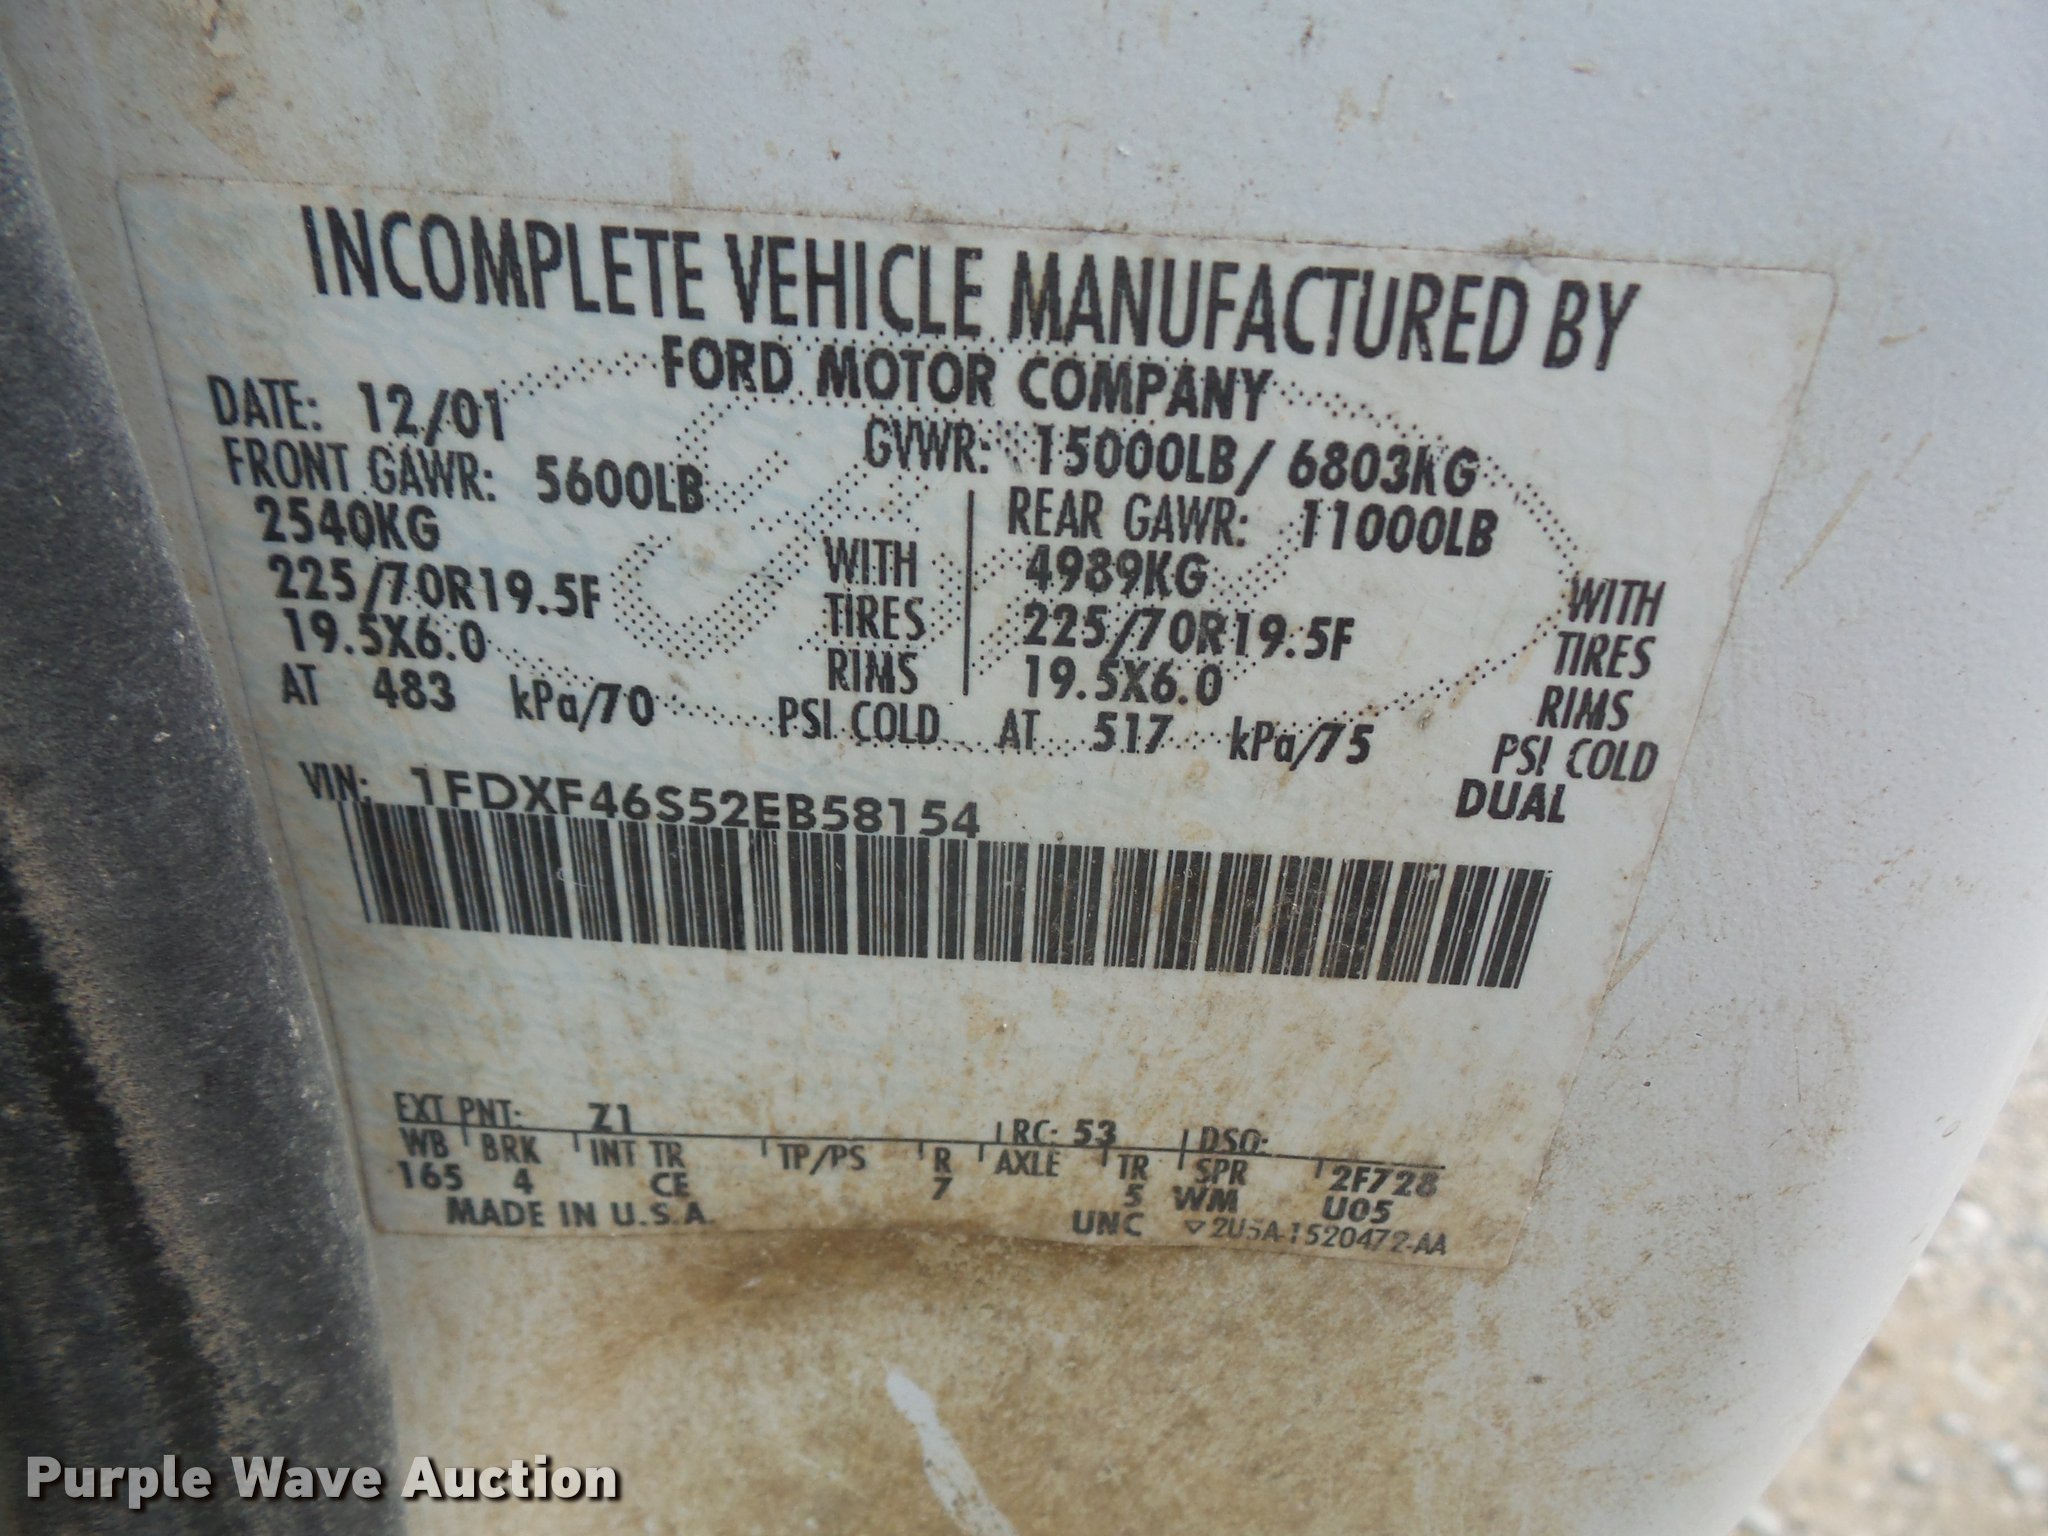 INCOMPLETE VEHICLE MANUFACTURED BY
FORD MOTOR COMPANY
DATE: 12/01 GVWR: 15000LB/ 6803KG
FRONT GAWR: 5600LB REAR GAWR: 11000LB
2540KG WITH 4989KG WITH
225/70R19.5F TIRES 225/70R19.5F TIRES
19.5X6.0 RIMS 19.5X6.0 RIMS
AT 483 kPa/70 PSI COLD AT 517 kPa/75 PSI COLD
DUAL
VIN: 1FDXF46S52EB58154
EXT PNT: Z1 RC: 53 DSO:
WB BRK INT TR TP/PS R AXLE TR SPR 2F728
165 4 CE 7 5 WM U05
MADE IN U.S.A. UNC ▽2U5A-1520472-AA
Purple Wave Auction